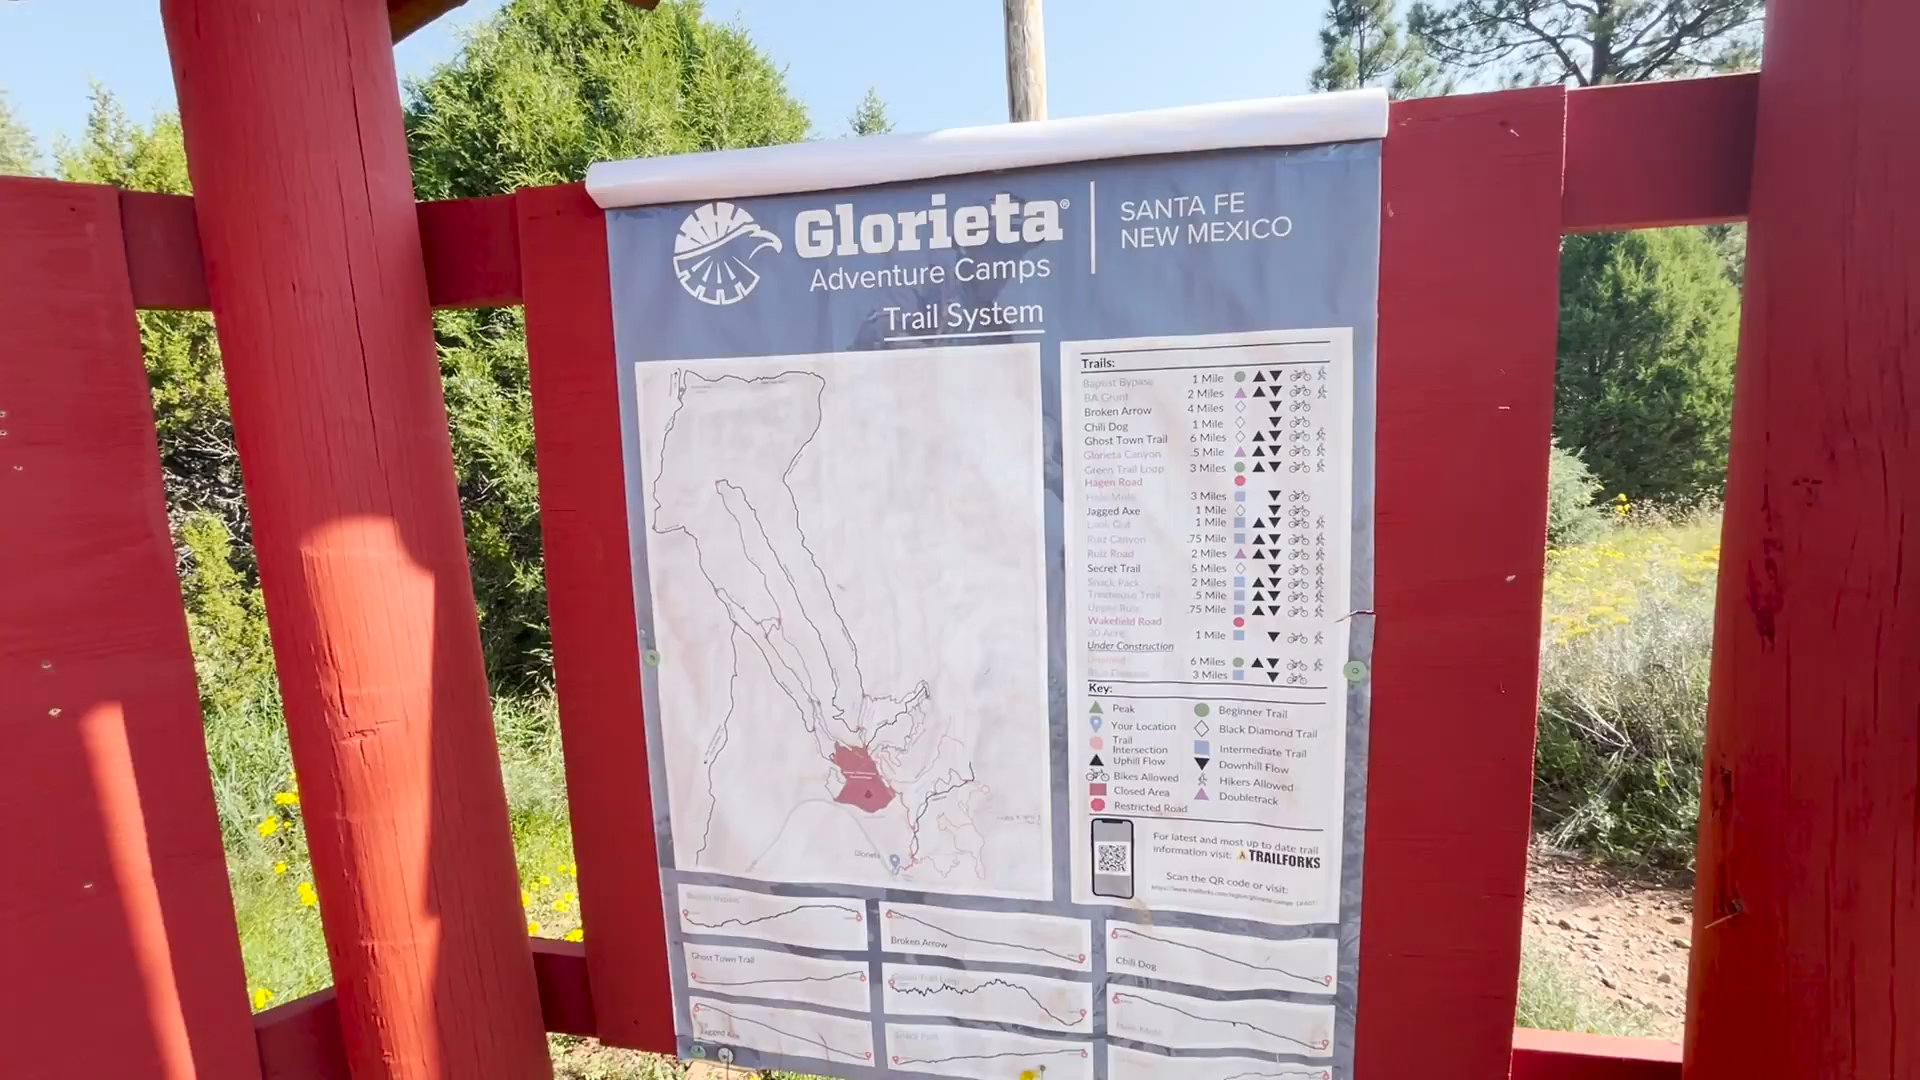 Glorieta®
Adventure Camps
SANTA FE
NEW MEXICO
Trail System
Trails:
Baptist Bypass 1 Mile
BA Grunt 2 Miles
Broken Arrow 4 Miles
Chili Dog 1 Mile
Ghost Town Trail 6 Miles
Glorieta Canyon .5 Mile
Green Trail Loop 3 Miles
Hagen Road
Holy Mole 3 Miles
Jagged Axe 1 Mile
1 Mile
Ruiz Canyon .75 Mile
Ruiz Road 2 Miles
Secret Trail 5 Miles
Snack Pack 2 Miles
Treehouse Trail .5 Mile
Upper Ruiz .75 Mile
Wakefield Road
20 Acre 1 Mile
Under Construction
6 Miles
3 Miles
Key:
Peak
Your Location
Trail
Intersection
Uphill Flow
Bikes Allowed
Closed Area
Restricted Road
Beginner Trail
Black Diamond Trail
Intermediate Trail
Downhill Flow
Hikers Allowed
Doubletrack
For latest and most up to date trail
information visit: TRAILFORKS
Scan the QR code or visit:
Glorieta
Baptist Bypass
Broken Arrow
Chili Dog
Ghost Town Trail
Green Trail Loop
Holy Mole
Jagged Axe
Snack Pack